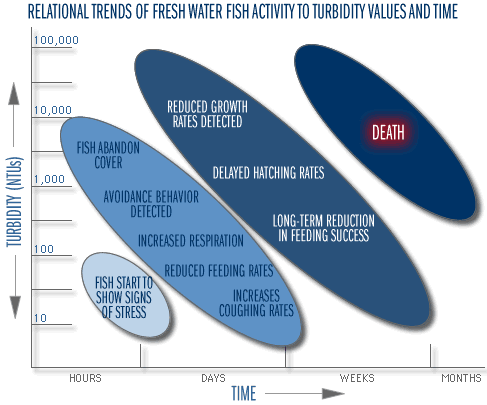 RELATIONAL TRENDS OF FRESH WATER FISH ACTIVITY TO TURBIDITY VALUES AND TIME
100,000
10,000
1,000
100
10
TURBIDITY (NTUs)
REDUCED GROWTH
RATES DETECTED
DEATH
FISH ABANDON
COVER
DELAYED HATCHING RATES
AVOIDANCE BEHAVIOR
DETECTED
LONG-TERM REDUCTION
IN FEEDING SUCCESS
INCREASED RESPIRATION
REDUCED FEEDING RATES
FISH START TO
SHOW SIGNS
OF STRESS
INCREASES
COUGHING RATES
HOURS
DAYS
WEEKS
MONTHS
TIME